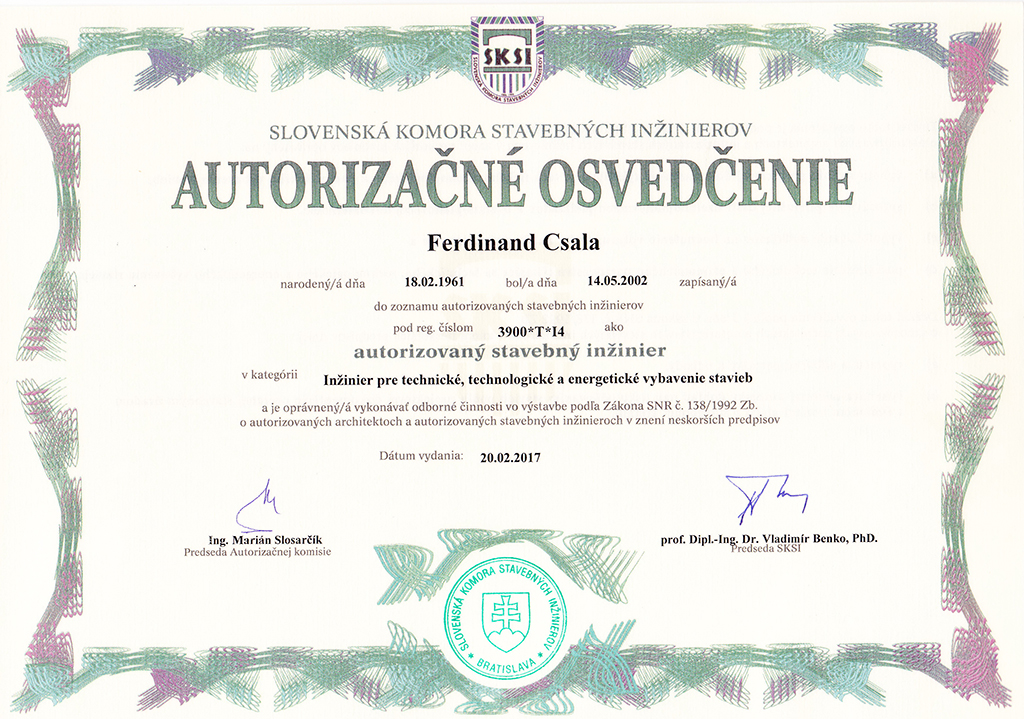 SKSI
SLOVENSKÁ KOMORA STAVEBNÝCH INŽINIEROV
SLOVENSKÁ KOMORA STAVEBNÝCH INŽINIEROV
AUTORIZAČNÉ OSVEDČENIE
Ferdinand Csala
narodený/á dňa 18.02.1961 bol/a dňa 14.05.2002 zapísaný/á
do zoznamu autorizovaných stavebných inžinierov
pod reg. číslom 3900*T*I4 ako
autorizovaný stavebný inžinier
v kategórii Inžinier pre technické, technologické a energetické vybavenie stavieb
a je oprávnený/á vykonávať odborné činnosti vo výstavbe podľa Zákona SNR č. 138/1992 Zb.
o autorizovaných architektoch a autorizovaných stavebných inžinieroch v znení neskorších predpisov
Dátum vydania: 20.02.2017
Ing. Marián Slosarčík
Predseda Autorizačnej komisie
prof. Dipl.-Ing. Dr. Vladimír Benko, PhD.
Predseda SKSI
SLOVENSKÁ KOMORA STAVEBNÝCH INŽINIEROV
* BRATISLAVA *